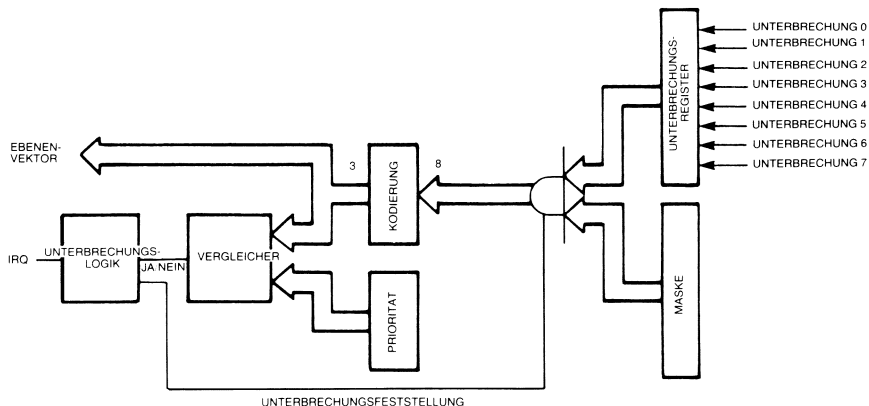 UNTERBRECHUNGS-
REGISTER
UNTERBRECHUNG 0
UNTERBRECHUNG 1
UNTERBRECHUNG 2
UNTERBRECHUNG 3
UNTERBRECHUNG 4
UNTERBRECHUNG 5
UNTERBRECHUNG 6
UNTERBRECHUNG 7
EBENEN-
VEKTOR
3
KODIERUNG
8
IRQ
UNTERBRECHUNGS-
LOGIK
JA/NEIN
VERGLEICHER
PRIORITÄT
MASKE
UNTERBRECHUNGSFESTSTELLUNG